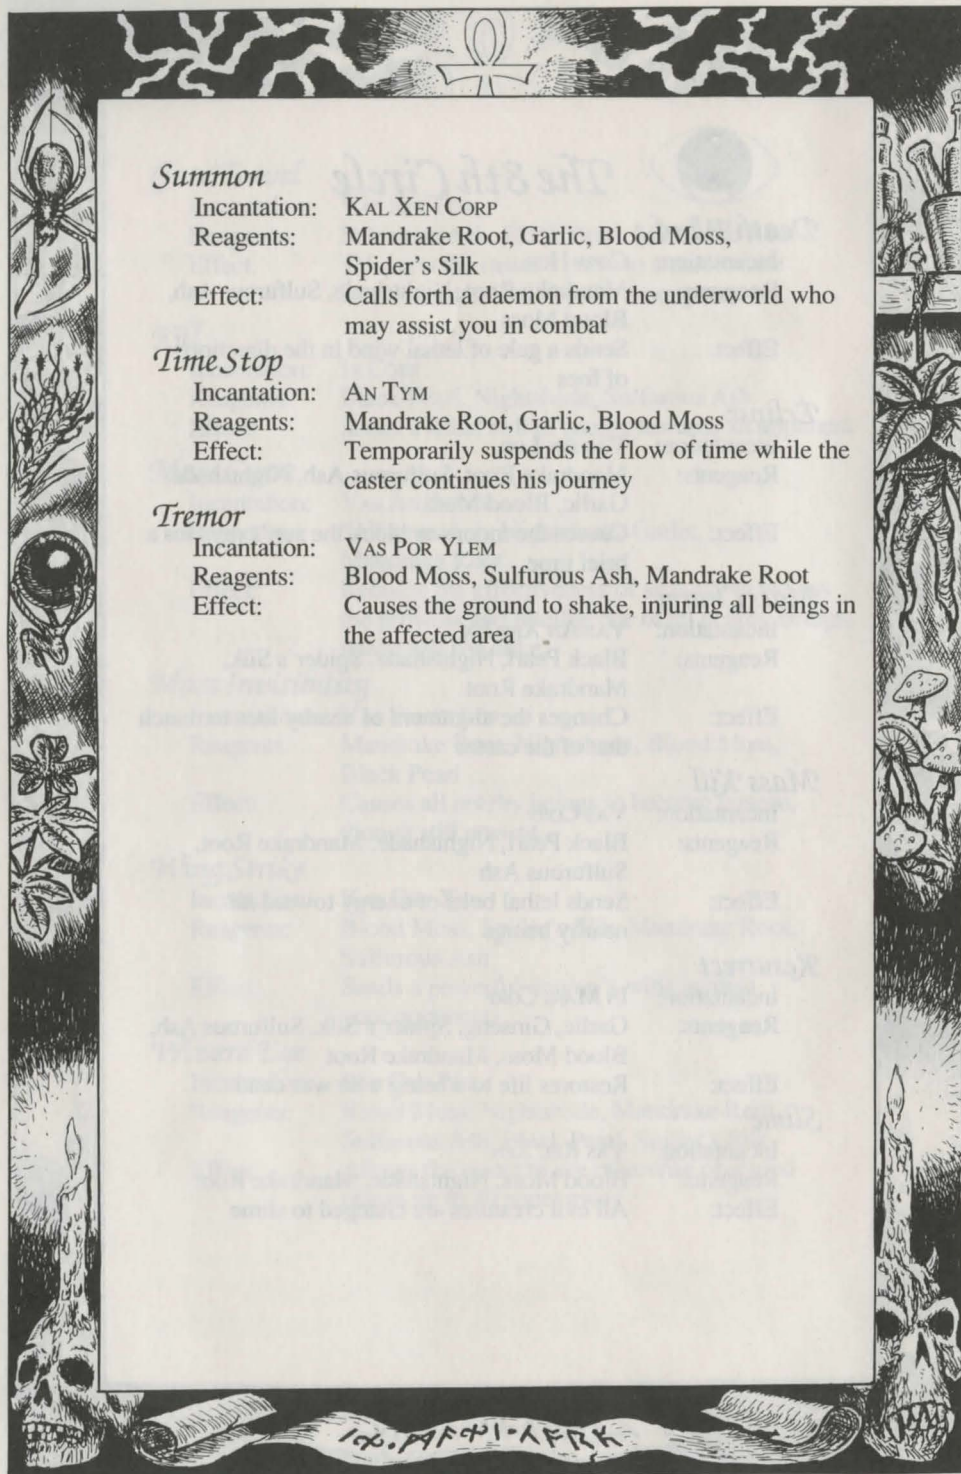 Summon
Incantation: KAL XEN CORP
Reagents: Mandrake Root, Garlic, Blood Moss,
Spider's Silk
Effect: Calls forth a daemon from the underworld who
may assist you in combat
Time Stop
Incantation: AN TYM
Reagents: Mandrake Root, Garlic, Blood Moss
Effect: Temporarily suspends the flow of time while the
caster continues his journey
Tremor
Incantation: VAS POR YLEM
Reagents: Blood Moss, Sulfurous Ash, Mandrake Root
Effect: Causes the ground to shake, injuring all beings in
the affected area